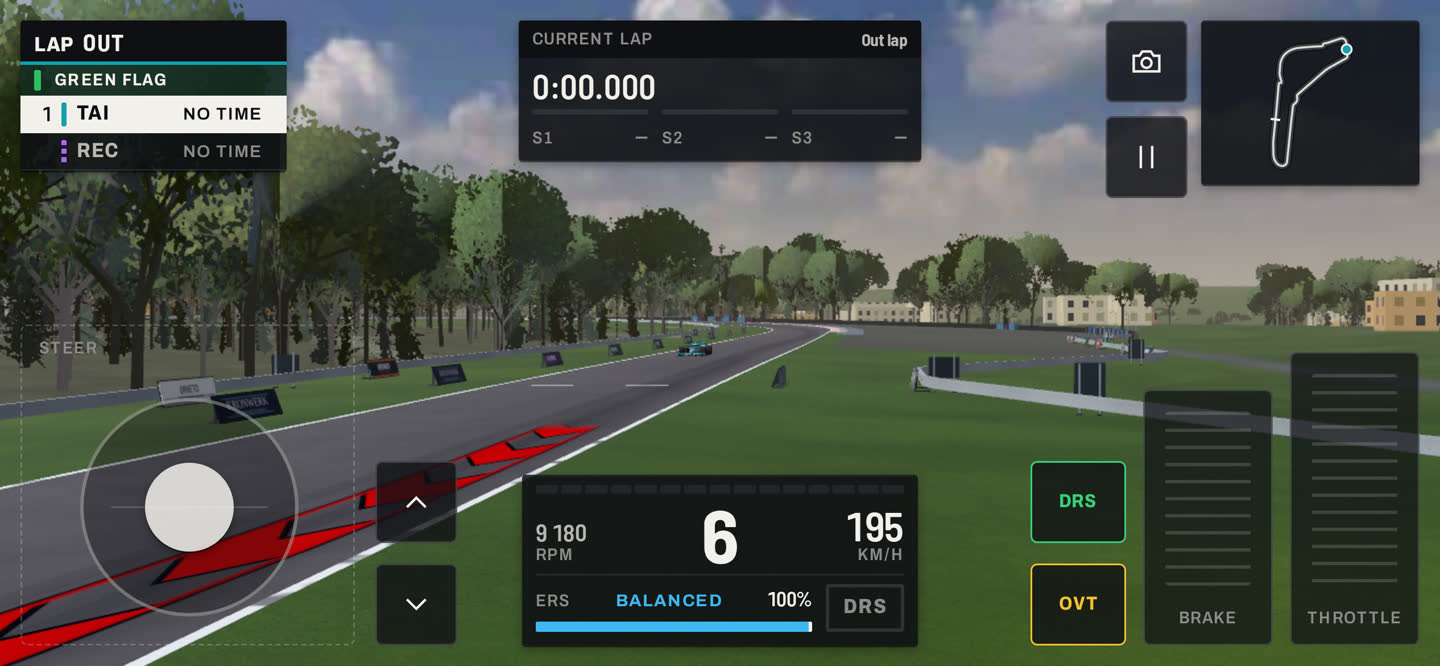 LAP OUT
GREEN FLAG
1 TAI NO TIME
REC NO TIME
CURRENT LAP Out lap
0:00.000
S1 — S2 — S3 —
STEER
KRONWERK
9 180
RPM
6
195
KM/H
ERS BALANCED 100%
DRS
DRS
OVT
BRAKE
THROTTLE